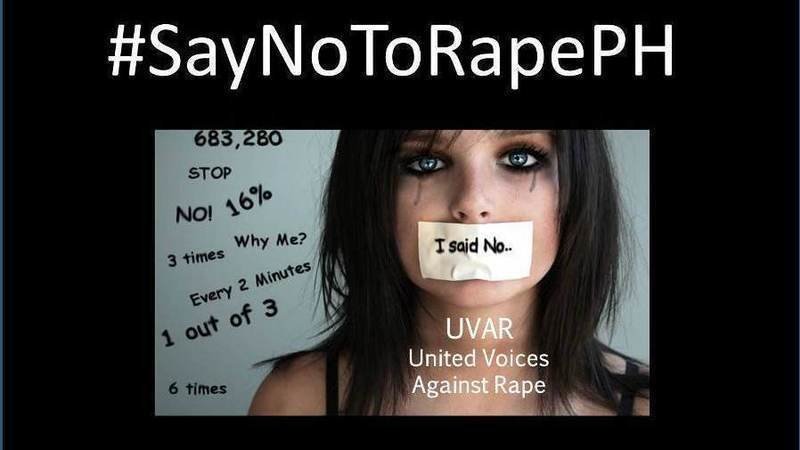 #SayNoToRapePH
683,280
STOP
NO! 16%
Why Me?
3 times
Every 2 Minutes
1 out of 3
6 times
I said No..
UVAR
United Voices
Against Rape